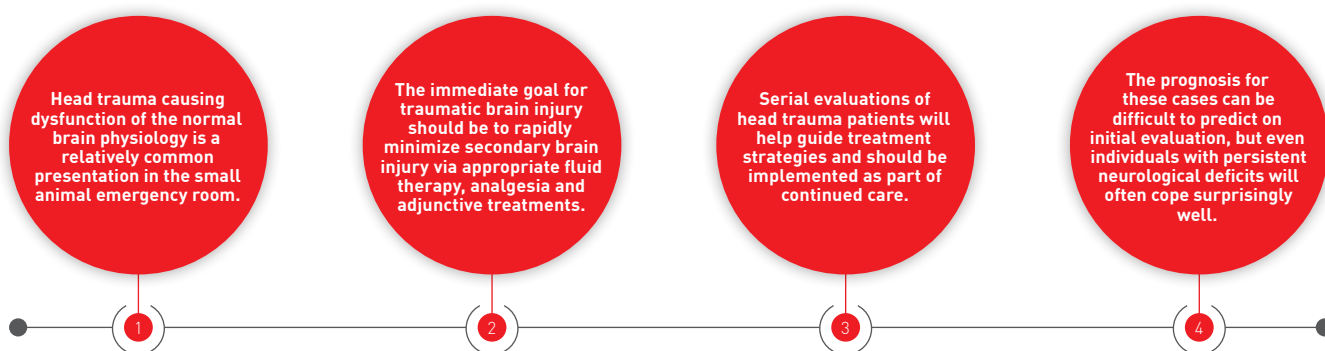 Head trauma causing
dysfunction of the normal
brain physiology is a
relatively common
presentation in the small
animal emergency room.
The immediate goal for
traumatic brain injury
should be to rapidly
minimize secondary brain
injury via appropriate fluid
therapy, analgesia and
adjunctive treatments.
Serial evaluations of
head trauma patients will
help guide treatment
strategies and should be
implemented as part of
continued care.
The prognosis for
these cases can be
difficult to predict on
initial evaluation, but even
individuals with persistent
neurological deficits will
often cope surprisingly
well.
1
2
3
4